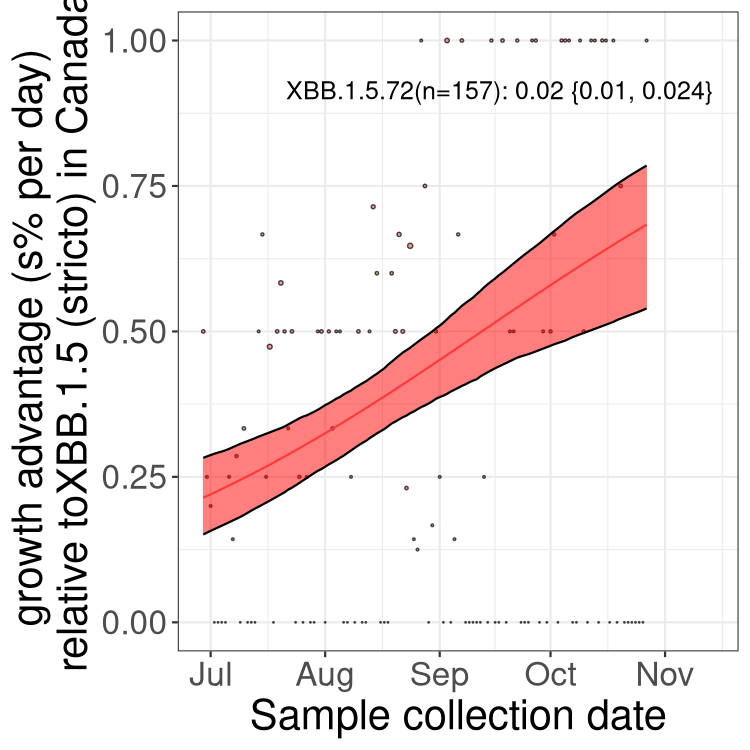 growth advantage (s% per day)
relative toXBB.1.5 (stricto) in Canada
1.00
XBB.1.5.72(n=157): 0.02 {0.01, 0.024}
0.75
0.50
0.25
0.00
Jul Aug Sep Oct Nov
Sample collection date